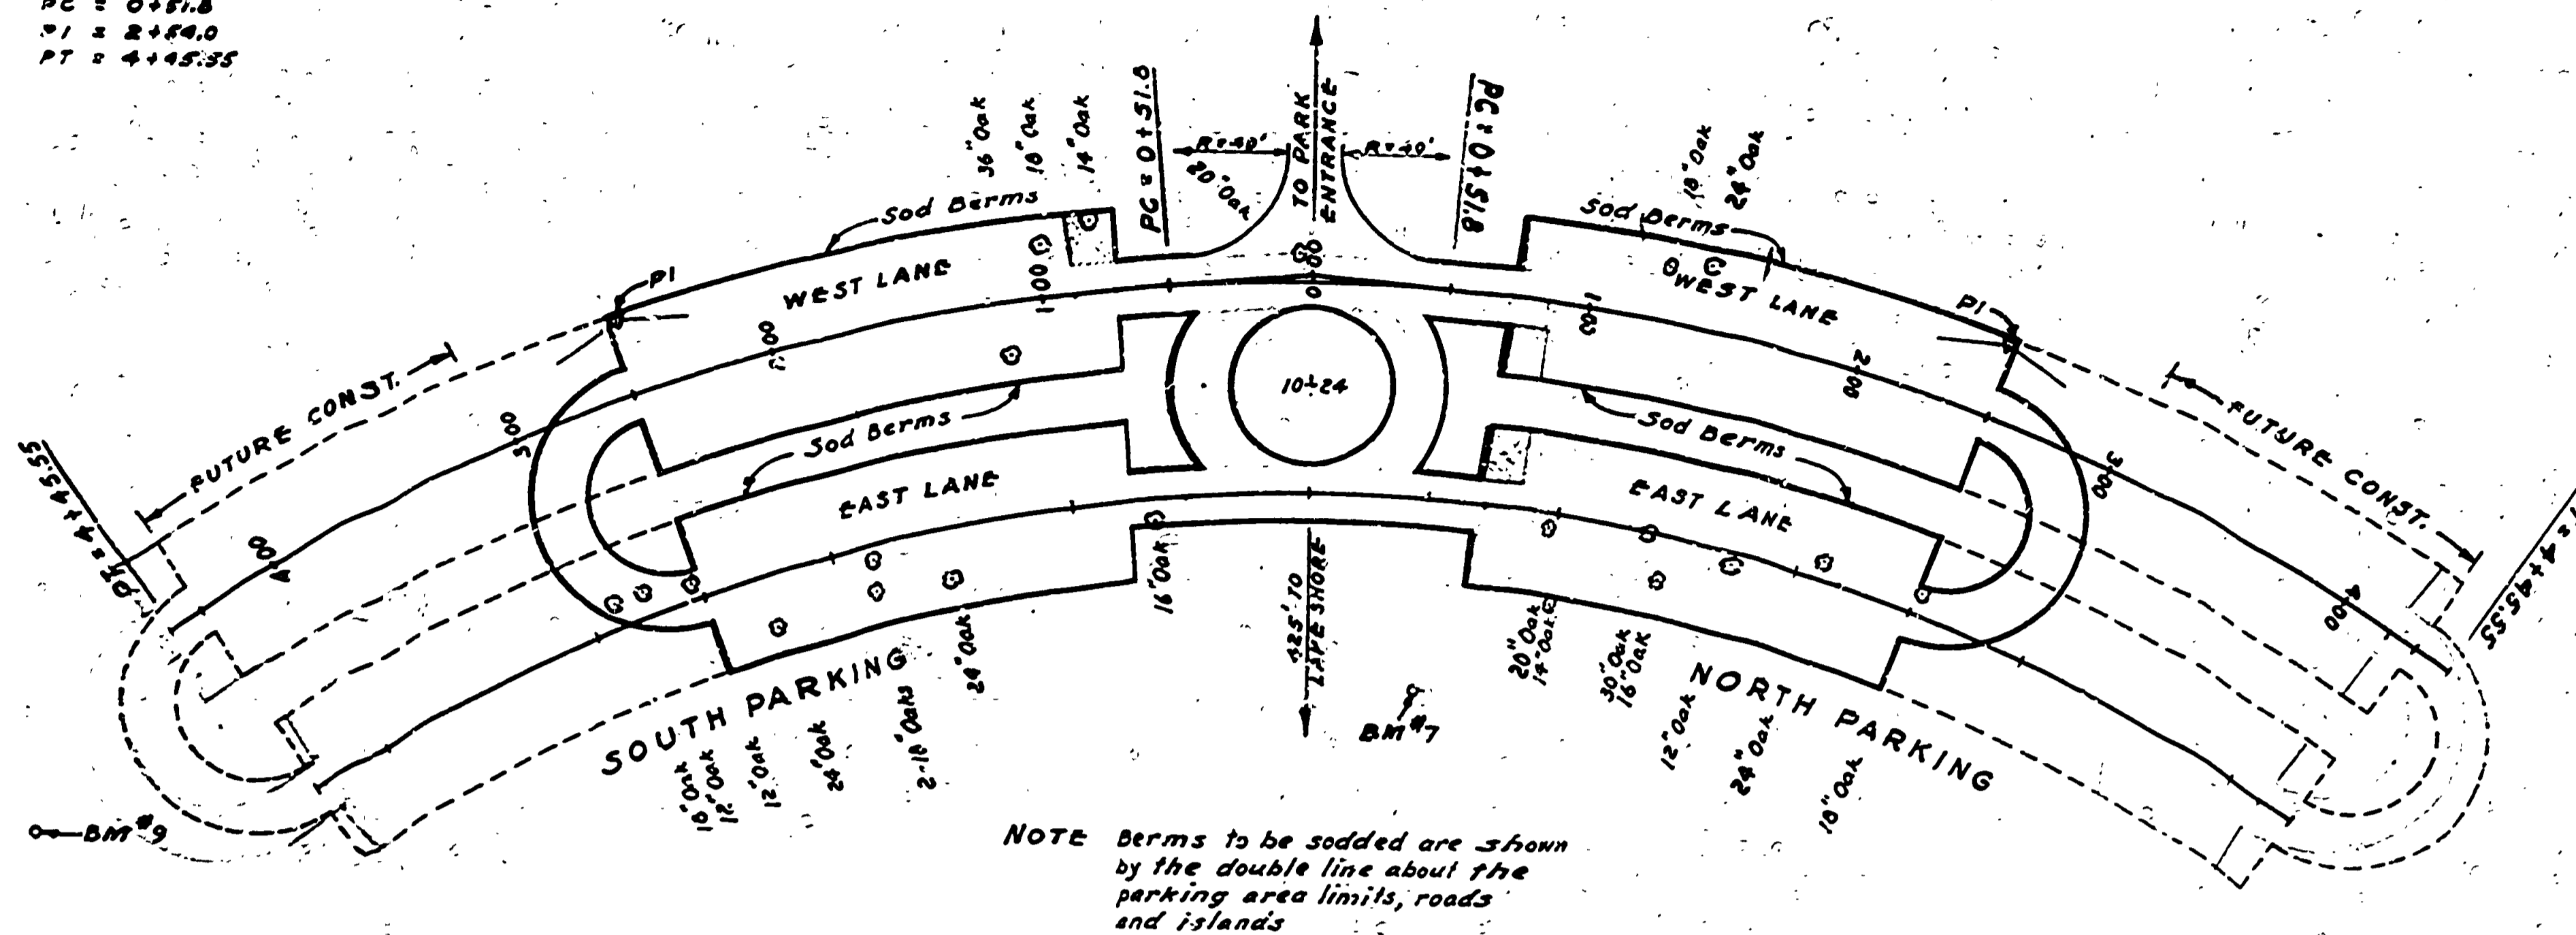 PC = 0+51.8
PI = 2+54.0
PT = 4+45.55
36" Oak
18" Oak
14" Oak
PC = 0+51.8
R=40'
20" Oak
TO PARK
ENTRANCE
R=40'
PC = 0+51.8
18" Oak
24" Oak
Sod Berms
Sod Berms
PI
WEST LANE
WEST LANE
PI
0+00
1+00
2+00
3+00
4+00
1+00
2+00
3+00
4+00
FUTURE CONST.
FUTURE CONST.
PT = 4+45.55
4+45.55
Sod Berms
Sod Berms
EAST LANE
EAST LANE
16" Oak
425' TO
LAKE SHORE
SOUTH PARKING
NORTH PARKING
18" Oak
12" Oak
12" Oak
24" Oak
2-18" Oaks
24" Oak
20" Oak
14" Oak
30" Oak
16" Oak
12" Oak
24" Oak
18" Oak
BM #7
BM #9
NOTE Berms to be sodded are shown
by the double line about the
parking area limits, roads
and islands